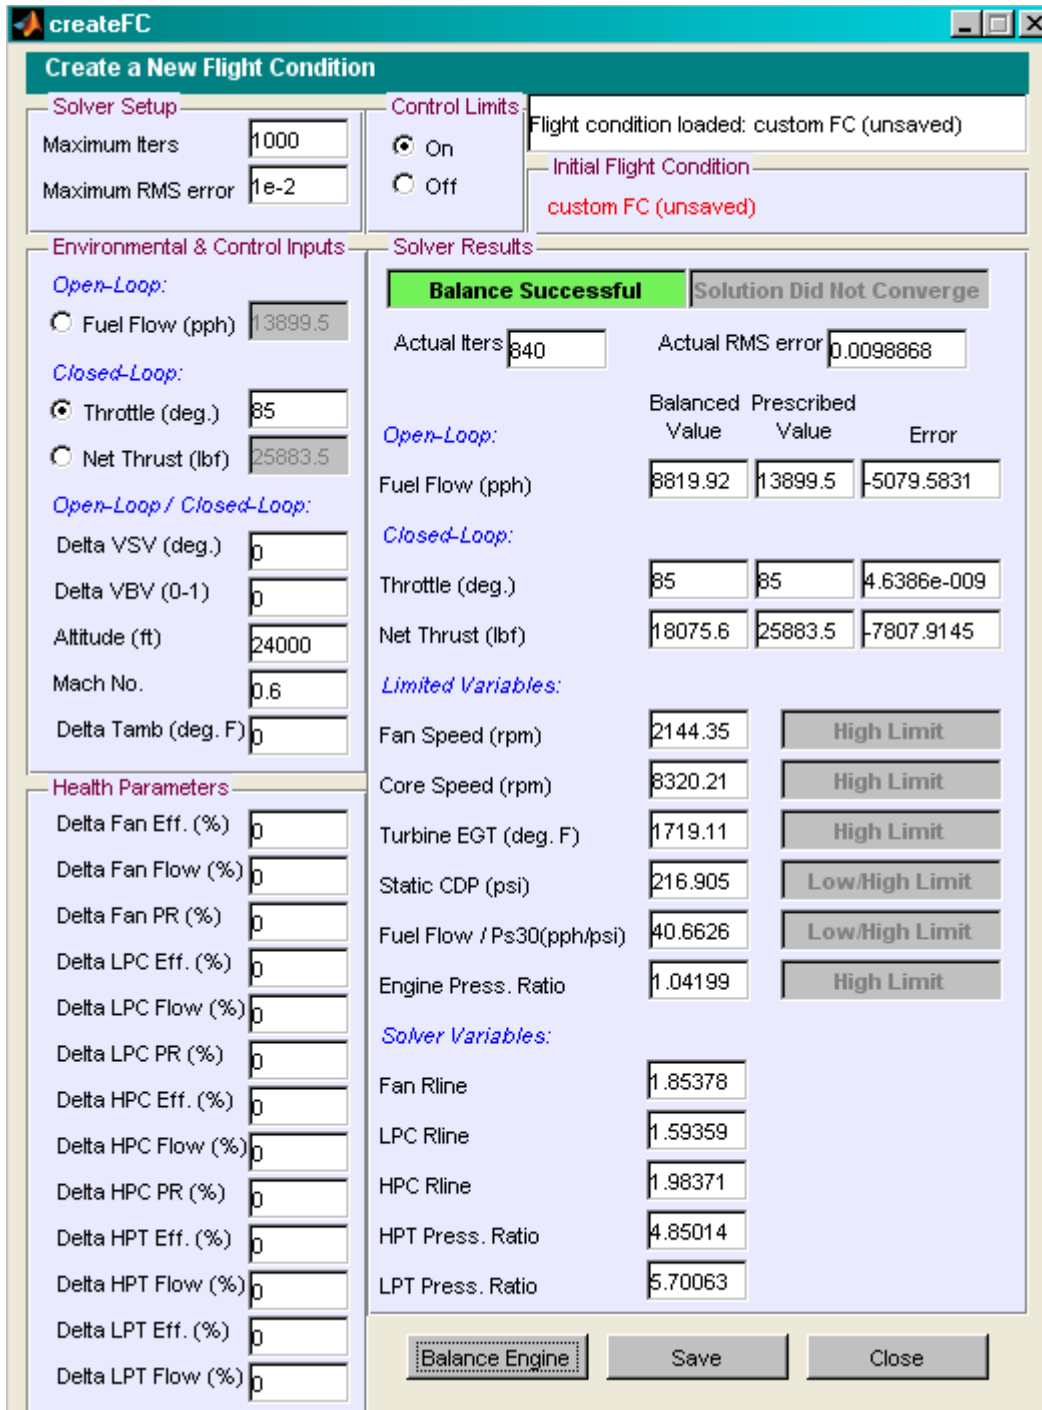 createFC
Create a New Flight Condition
Solver Setup
Maximum Iters 1000
Maximum RMS error 1e-2
Control Limits
On
Off
Flight condition loaded: custom FC (unsaved)
Initial Flight Condition
custom FC (unsaved)
Environmental & Control Inputs
Open-Loop:
Fuel Flow (pph) 13899.5
Closed-Loop:
Throttle (deg.) 85
Net Thrust (lbf) 25883.5
Open-Loop / Closed-Loop:
Delta VSV (deg.) 0
Delta VBV (0-1) 0
Altitude (ft) 24000
Mach No. 0.6
Delta Tamb (deg. F) 0
Health Parameters
Delta Fan Eff. (%) 0
Delta Fan Flow (%) 0
Delta Fan PR (%) 0
Delta LPC Eff. (%) 0
Delta LPC Flow (%) 0
Delta LPC PR (%) 0
Delta HPC Eff. (%) 0
Delta HPC Flow (%) 0
Delta HPC PR (%) 0
Delta HPT Eff. (%) 0
Delta HPT Flow (%) 0
Delta LPT Eff. (%) 0
Delta LPT Flow (%) 0
Solver Results
Balance Successful Solution Did Not Converge
Actual Iters 840 Actual RMS error 0.0098868
Balanced Value Prescribed Value Error
Open-Loop:
Fuel Flow (pph) 8819.92 13899.5 -5079.5831
Closed-Loop:
Throttle (deg.) 85 85 4.6386e-009
Net Thrust (lbf) 18075.6 25883.5 -7807.9145
Limited Variables:
Fan Speed (rpm) 2144.35 High Limit
Core Speed (rpm) 8320.21 High Limit
Turbine EGT (deg. F) 1719.11 High Limit
Static CDP (psi) 216.905 Low/High Limit
Fuel Flow / Ps30(pph/psi) 40.6626 Low/High Limit
Engine Press. Ratio 1.04199 High Limit
Solver Variables:
Fan Rline 1.85378
LPC Rline 1.59359
HPC Rline 1.98371
HPT Press. Ratio 4.85014
LPT Press. Ratio 5.70063
Balance Engine Save Close